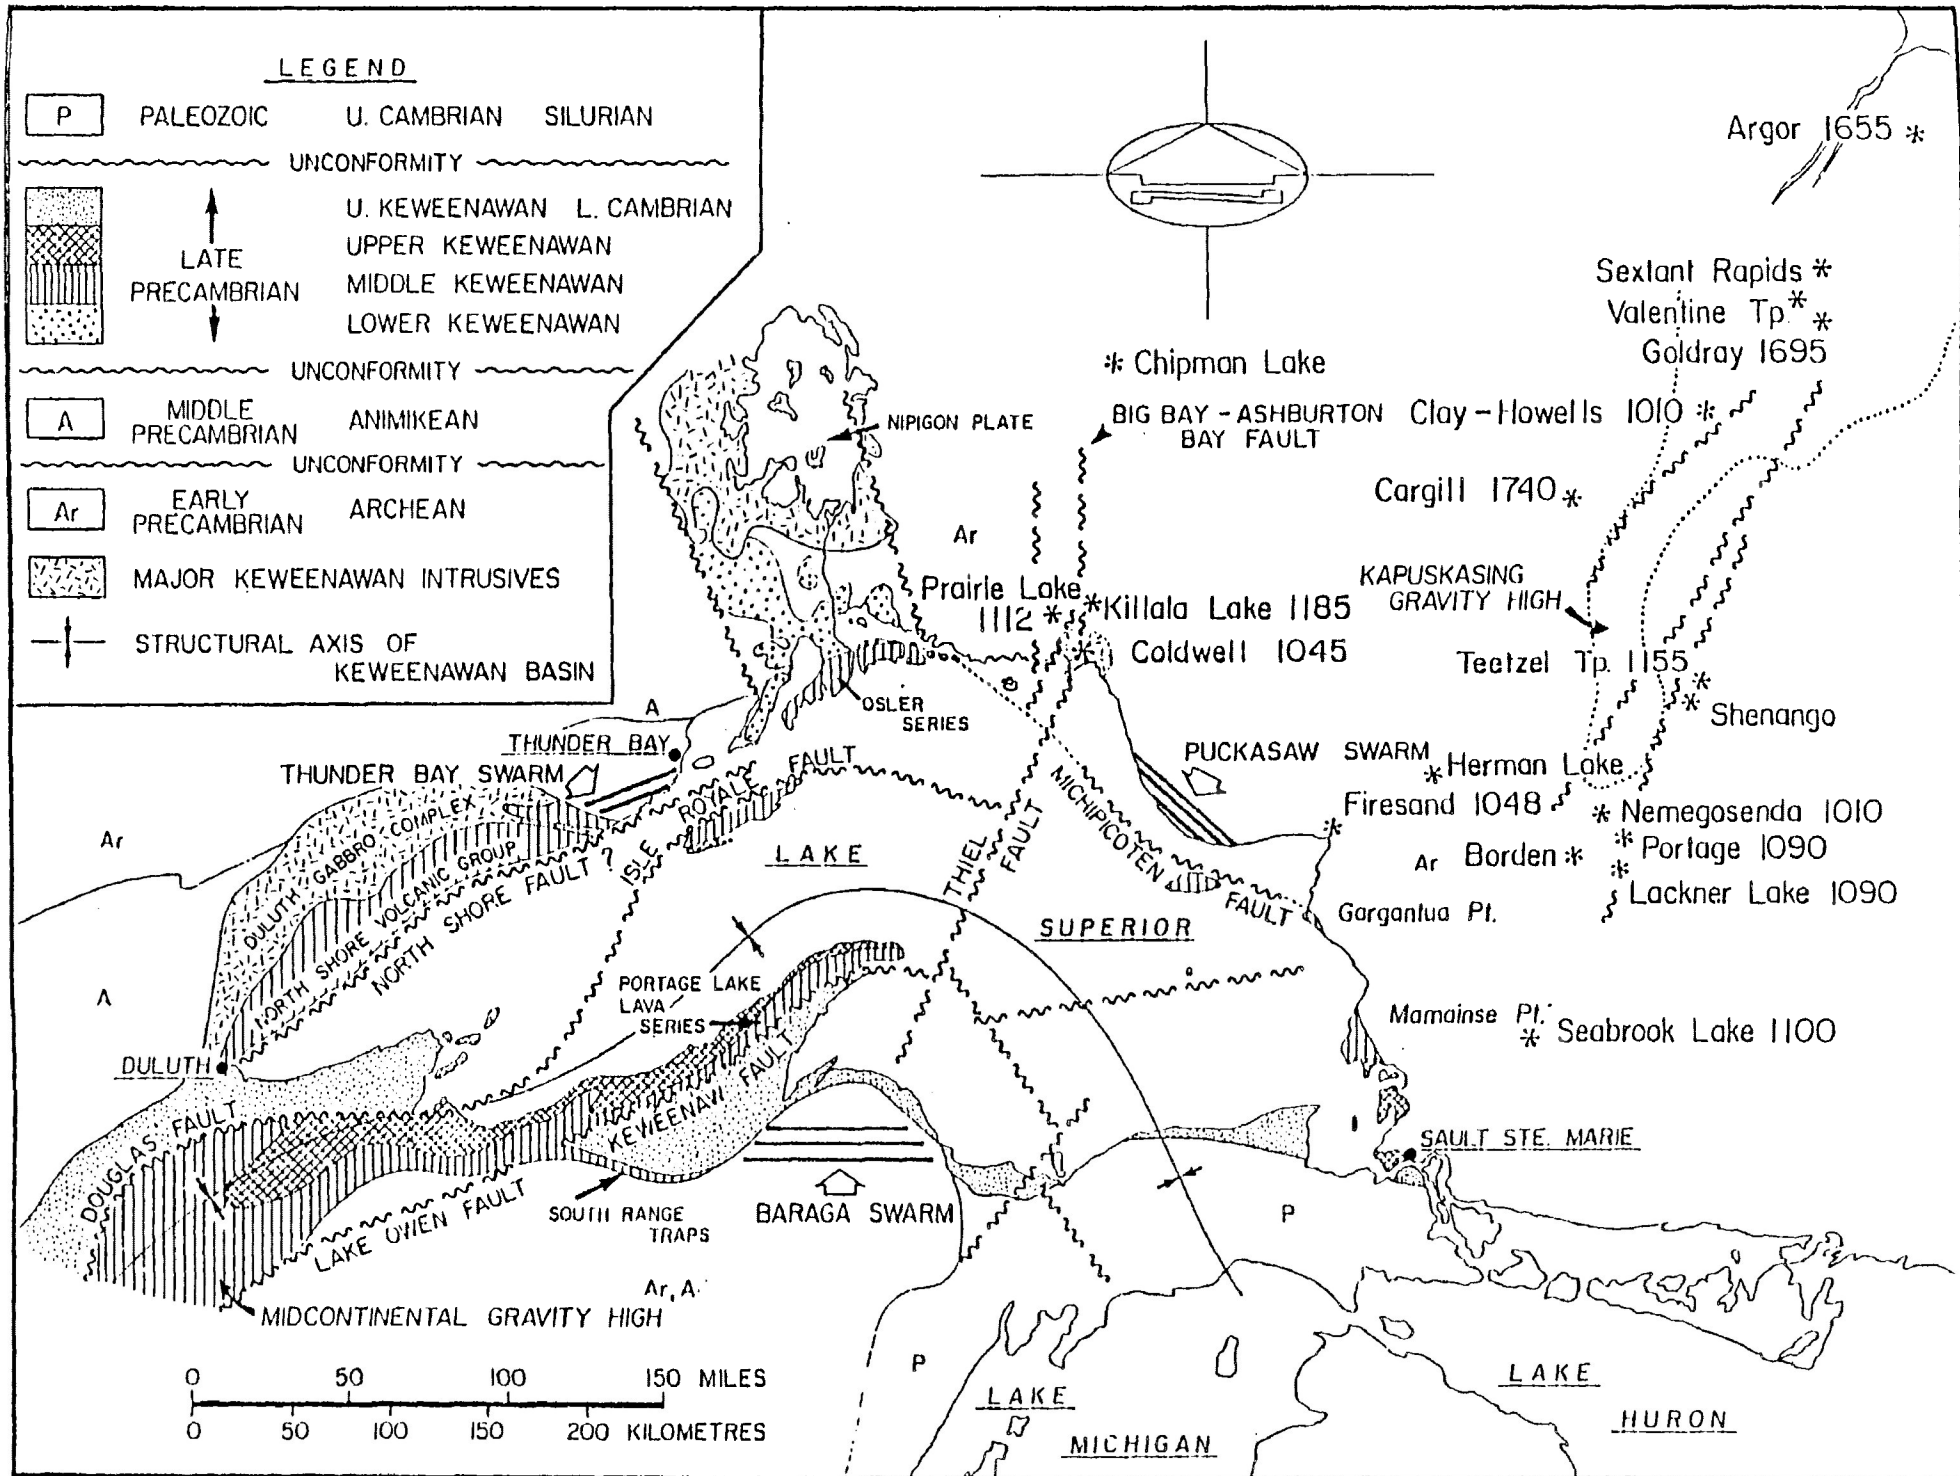 LEGEND
P PALEOZOIC U. CAMBRIAN SILURIAN
UNCONFORMITY
U. KEWEENAWAN L. CAMBRIAN
UPPER KEWEENAWAN
LATE
PRECAMBRIAN
MIDDLE KEWEENAWAN
LOWER KEWEENAWAN
UNCONFORMITY
A MIDDLE
PRECAMBRIAN ANIMIKEAN
UNCONFORMITY
Ar EARLY
PRECAMBRIAN ARCHEAN
MAJOR KEWEENAWAN INTRUSIVES
STRUCTURAL AXIS OF
KEWEENAWAN BASIN
Argor 1655 *
Sextant Rapids *
Valentine Tp. *
*
Goldray 1695
* Chipman Lake
BIG BAY - ASHBURTON
BAY FAULT
Clay-Howells 1010 *
NIPIGON PLATE
Cargill 1740 *
Ar
KAPUSKASING
GRAVITY HIGH
Prairie Lake
1112 *
* Killala Lake 1185
* Coldwell 1045
Teetzel Tp. 1155
*
* Shenango
OSLER
SERIES
A
THUNDER BAY
THUNDER BAY SWARM
ISLE ROYALE FAULT
PUCKASAW SWARM
* Herman Lake
Firesand 1048
*
* Nemegosenda 1010
* Portage 1090
Ar Borden *
*
Lackner Lake 1090
MICHIPICOTEN
FAULT
THIEL
FAULT
Ar
DULUTH GABBRO COMPLEX
NORTH SHORE VOLCANIC GROUP
NORTH SHORE FAULT ?
LAKE
SUPERIOR
Gargantua Pt.
A
PORTAGE LAKE
LAVA
SERIES
Mamainse Pt.
* Seabrook Lake 1100
DULUTH
DOUGLAS FAULT
KEWEENAW FAULT
SAULT STE. MARIE
LAKE OWEN FAULT
SOUTH RANGE
TRAPS
BARAGA SWARM
P
Ar, A.
MIDCONTINENTAL GRAVITY HIGH
P
0 50 100 150 MILES
0 50 100 150 200 KILOMETRES
LAKE
MICHIGAN
LAKE
HURON